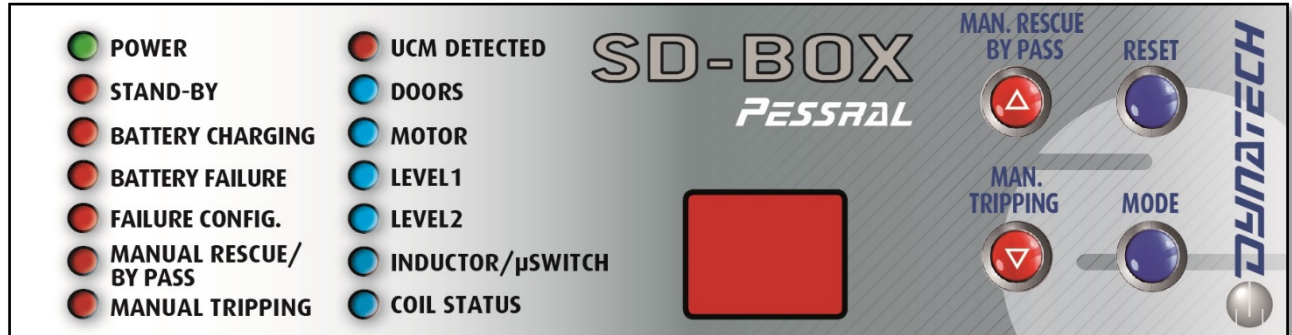 POWER
STAND-BY
BATTERY CHARGING
BATTERY FAILURE
FAILURE CONFIG.
MANUAL RESCUE/
BY PASS
MANUAL TRIPPING
UCM DETECTED
DOORS
MOTOR
LEVEL1
LEVEL2
INDUCTOR/µSWITCH
COIL STATUS
SD-BOX
PESSRAL
MAN. RESCUE
BY PASS
RESET
MAN.
TRIPPING
MODE
DYNATECH